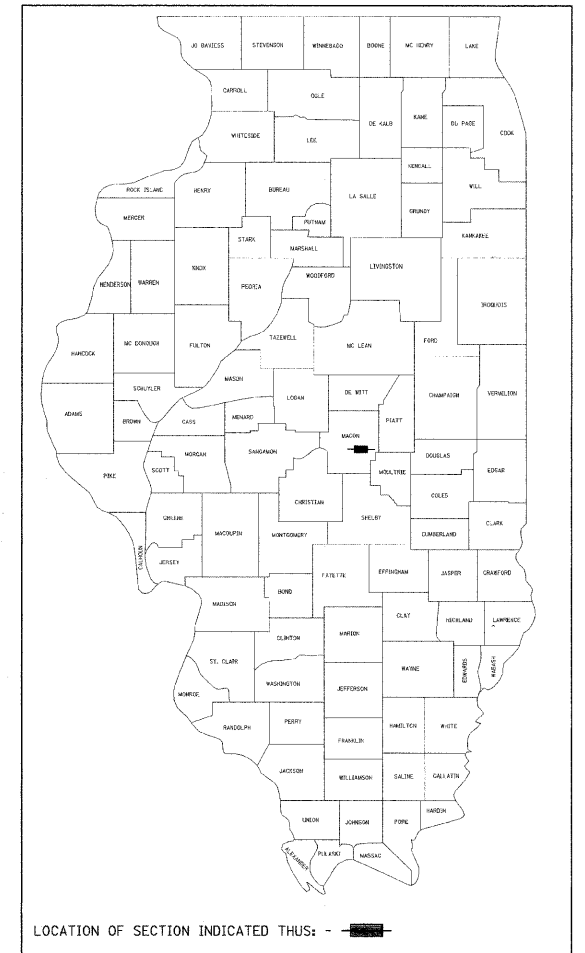 JO DAVIESS STEVENSON WINNEBAGO BOONE MC HENRY LAKE
CARROLL OGLE DE KALB KANE DU PAGE COOK
WHITESIDE LEE
KENDALL WILL
ROCK ISLAND HENRY BUREAU LA SALLE GRUNDY
MERCER PUTNAM KANKAKEE
STARK MARSHALL
HENDERSON WARREN KNOX PEORIA WOODFORD LIVINGSTON IROQUOIS
HANCOCK MC DONOUGH FULTON TAZEWELL MC LEAN FORD
SCHUYLER MASON LOGAN DE WITT CHAMPAIGN VERMILION
ADAMS BROWN CASS MENARD PIATT
MACON
PIKE SCOTT MORGAN SANGAMON MOULTRIE DOUGLAS EDGAR
CHRISTIAN COLES
GREENE MACOUPIN MONTGOMERY SHELBY CUMBERLAND CLARK
CALHOUN JERSEY
FAYETTE EFFINGHAM JASPER CRAWFORD
MADISON BOND
CLAY RICHLAND LAWRENCE
CLINTON MARION
ST. CLAIR WAYNE EDWARDS WABASH
WASHINGTON JEFFERSON
MONROE
RANDOLPH PERRY HAMILTON WHITE
FRANKLIN
JACKSON WILLIAMSON SALINE GALLATIN
HARDIN
UNION JOHNSON POPE
ALEXANDER PULASKI MASSAC
LOCATION OF SECTION INDICATED THUS: -